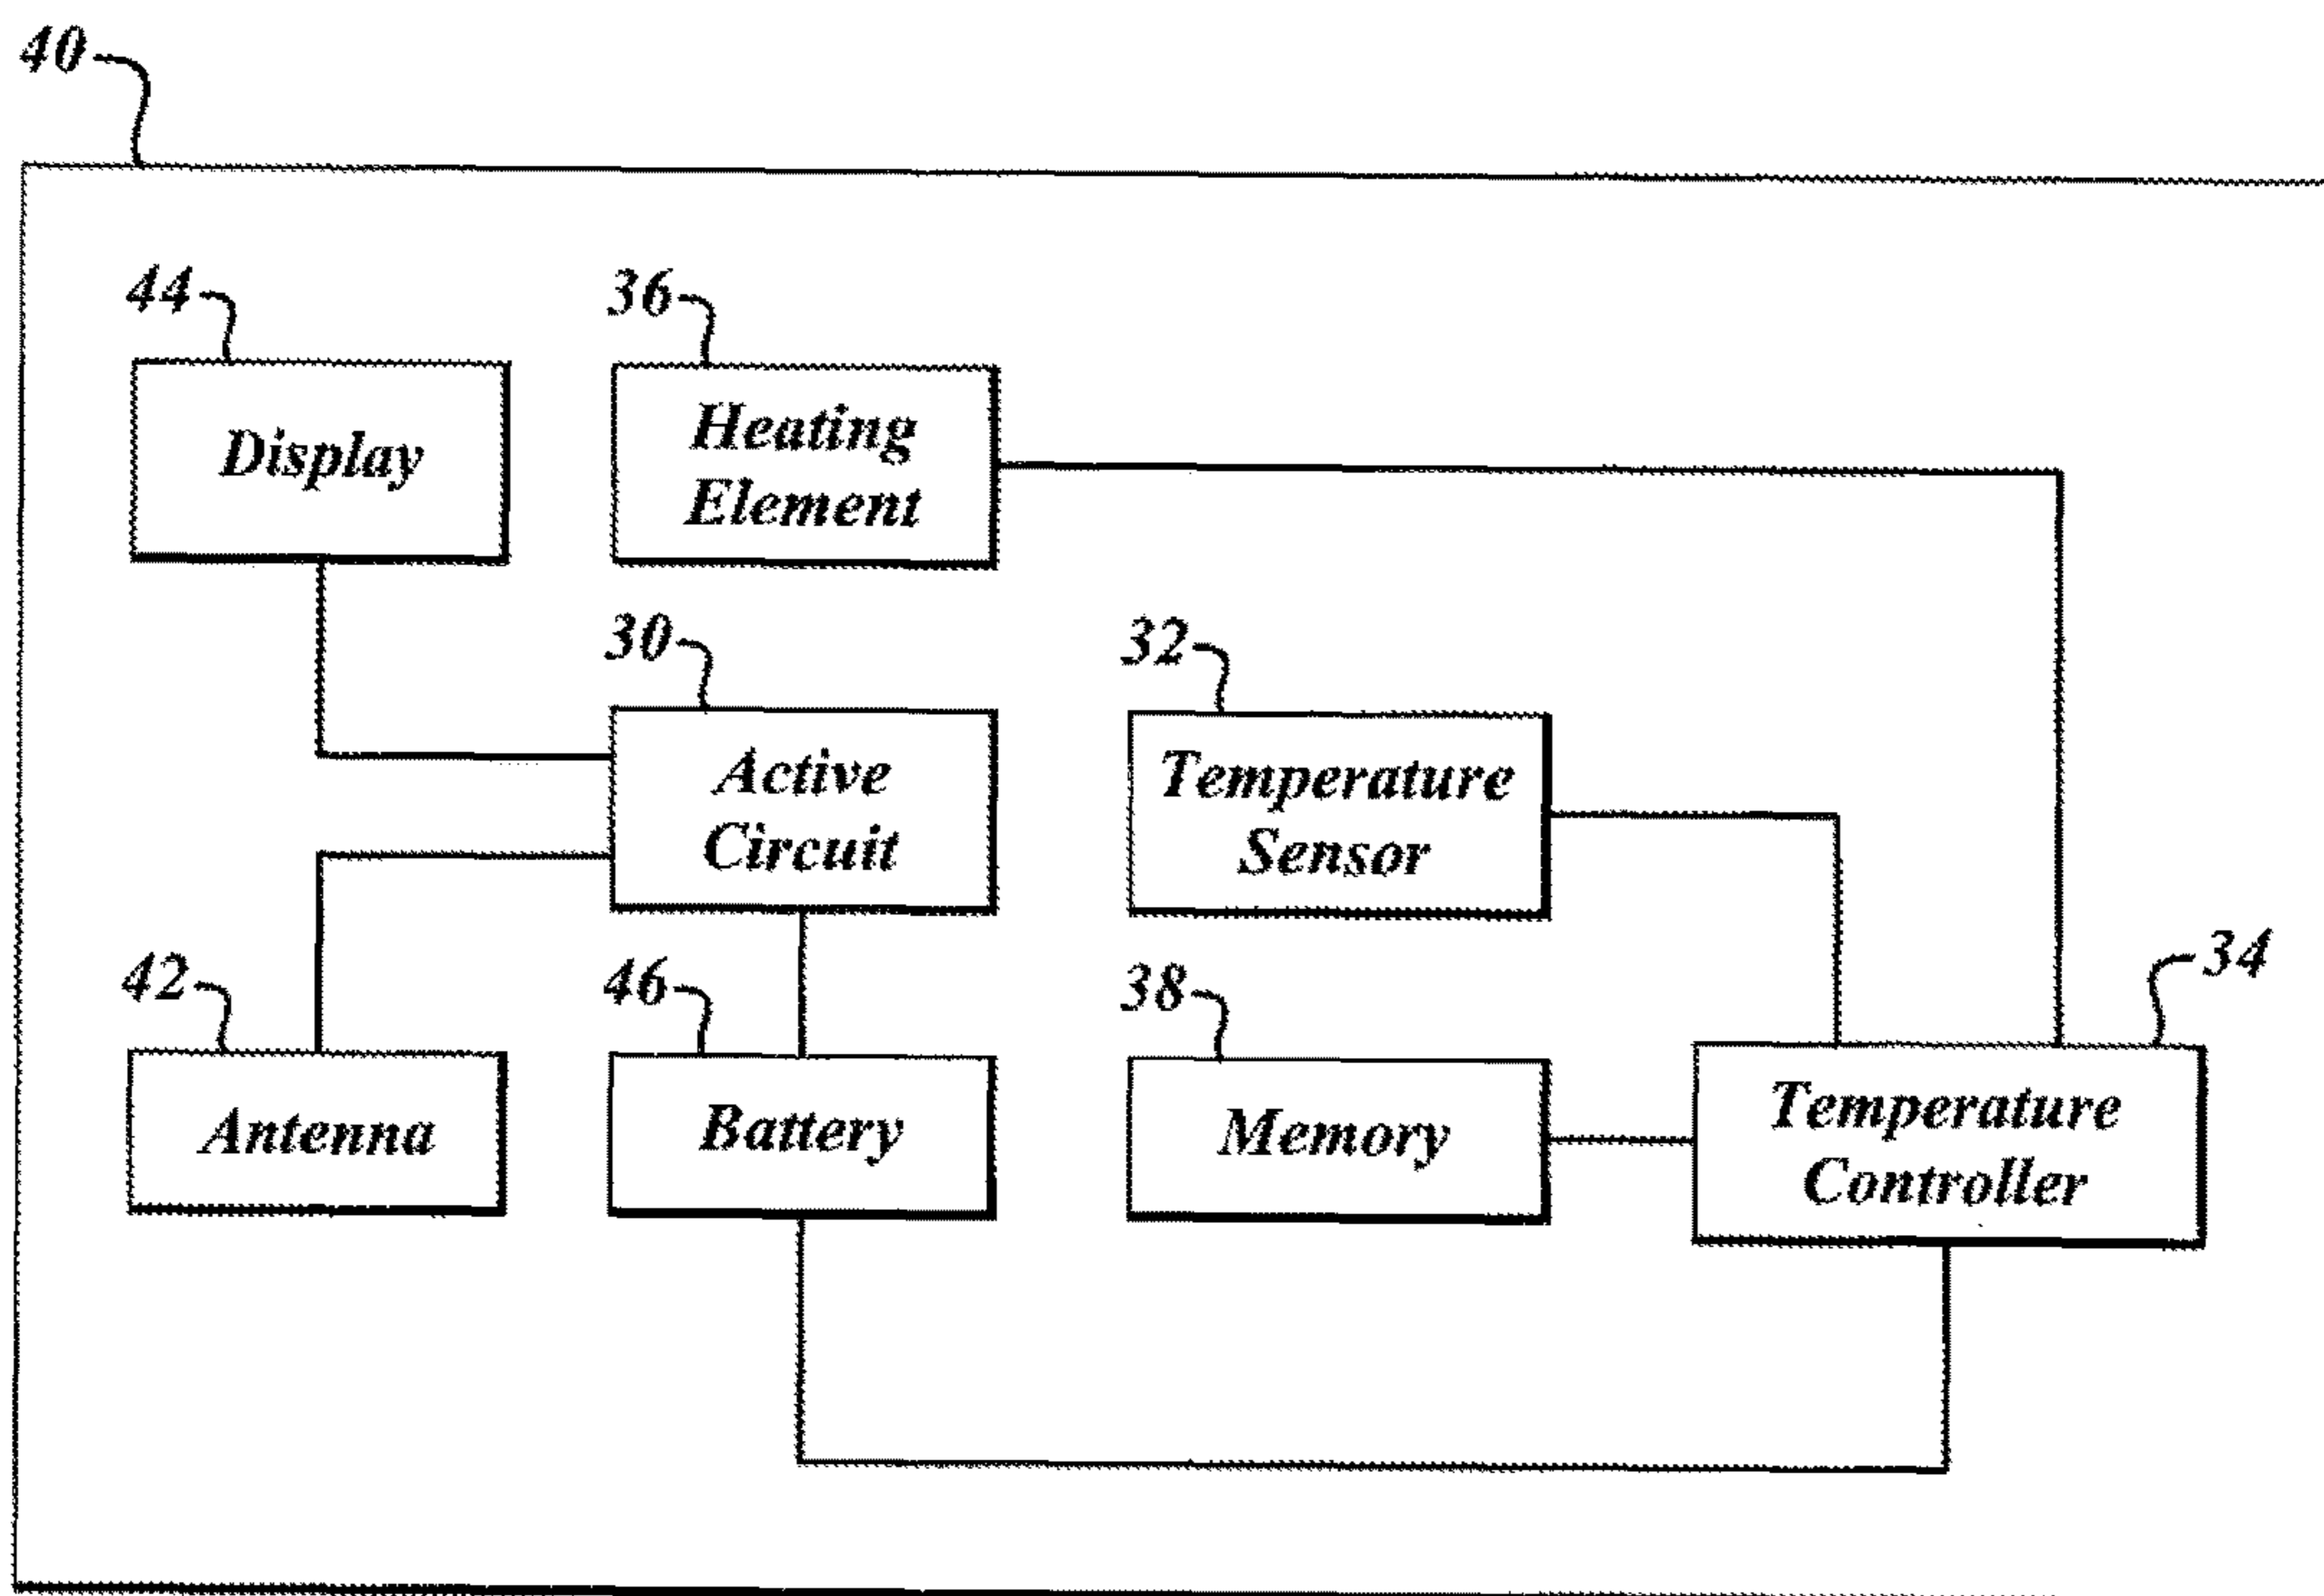 40
44
Display
36
Heating
Element
30
Active
Circuit
32
Temperature
Sensor
42
Antenna
46
Battery
38
Memory
34
Temperature
Controller